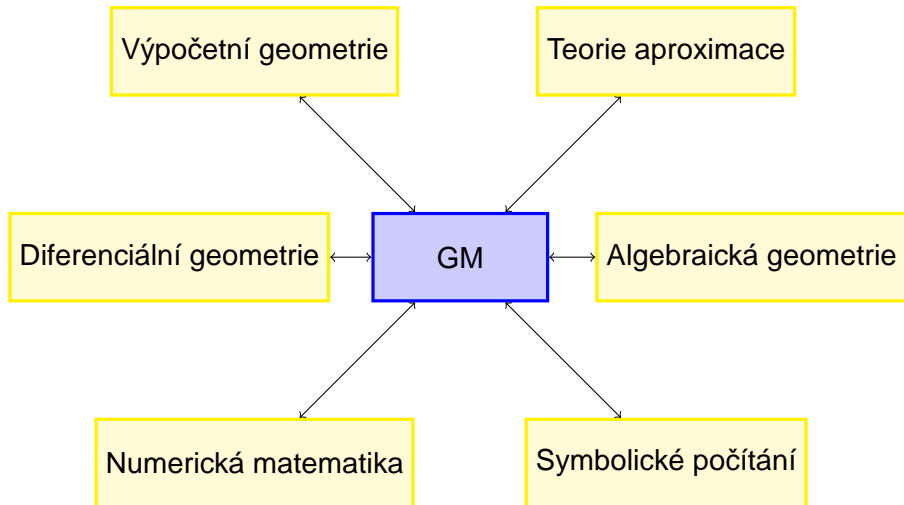 Výpočetní geometrie
Teorie aproximace
Diferenciální geometrie
GM
Algebraická geometrie
Numerická matematika
Symbolické počítání